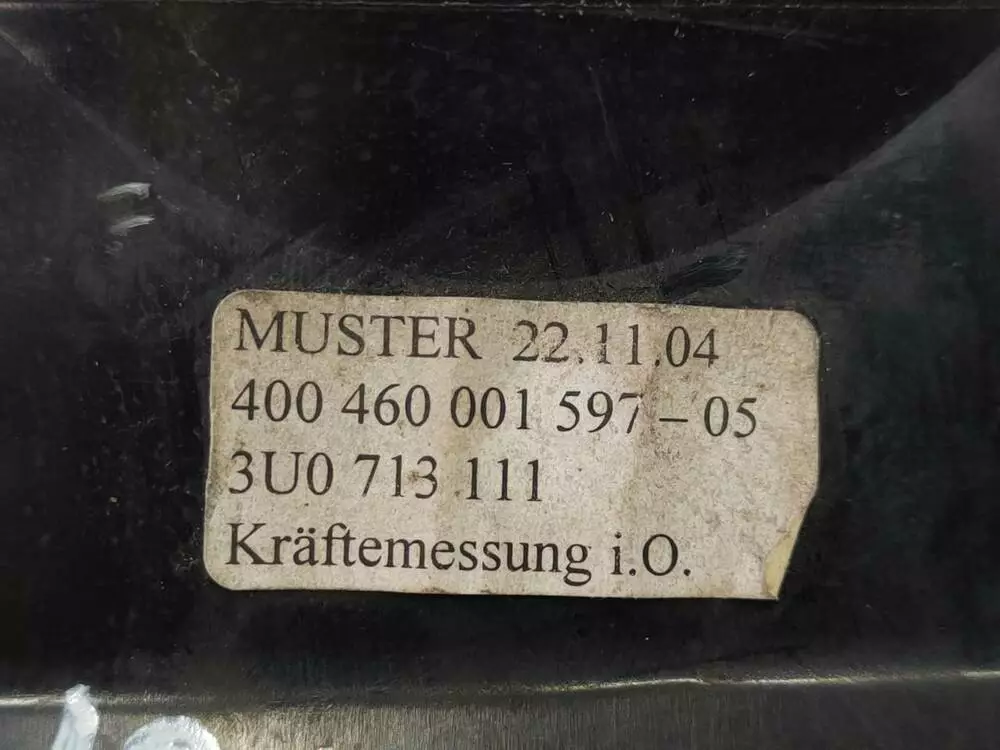 MUSTER 22.11.04
400 460 001 597 - 05
3U0 713 111
Kräftemessung i.O.